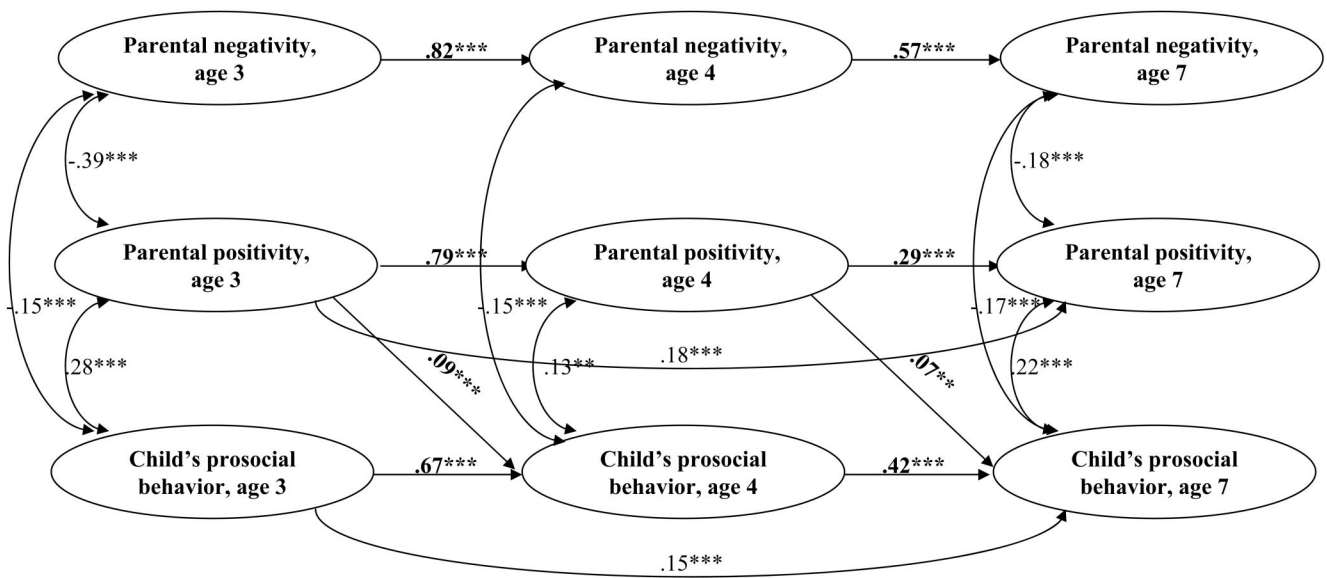 Parental negativity,
age 3
.82***
Parental negativity,
age 4
.57***
Parental negativity,
age 7
-.39***
-.18***
Parental positivity,
age 3
.79***
Parental positivity,
age 4
.29***
Parental positivity,
age 7
-.15***
-.15***
-.17***
.28***
.09***
.13**
.18***
.07**
.22***
Child's prosocial
behavior, age 3
.67***
Child's prosocial
behavior, age 4
.42***
Child's prosocial
behavior, age 7
.15***